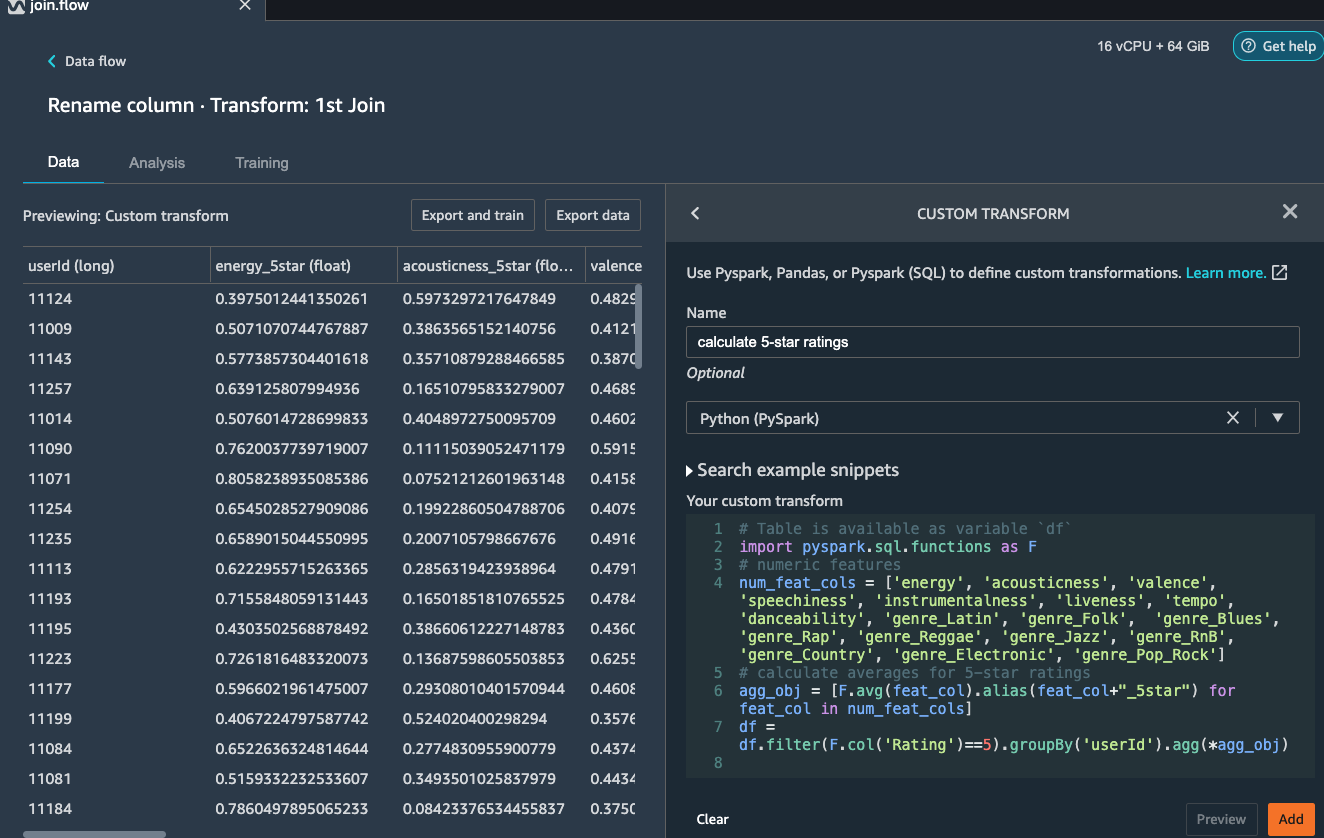 join.flow
16 vCPU + 64 GiB
Get help
Data flow
Rename column · Transform: 1st Join
Data
Analysis
Training
Previewing: Custom transform
Export and train
Export data
userId (long) energy_5star (float) acousticness_5star (flo... valence
11124 0.3975012441350261 0.5973297217647849 0.4829
11009 0.5071070744767887 0.3863565152140756 0.4121
11143 0.5773857304401618 0.35710879288466585 0.3870
11257 0.639125807994936 0.16510795833279007 0.4689
11014 0.5076014728699833 0.4048972750095709 0.4602
11090 0.7620037739719007 0.11115039052471179 0.5915
11071 0.8058238935085386 0.07521212601963148 0.4158
11254 0.6545028527909086 0.19922860504788706 0.4079
11235 0.6589015044550995 0.2007105798667676 0.4916
11113 0.6222955715263365 0.2856319423938964 0.4791
11193 0.7155848059131443 0.16501851810765525 0.4784
11195 0.4303502568878492 0.38660612227148783 0.4360
11223 0.7261816483320073 0.13687598605503853 0.6255
11177 0.5966021961475007 0.29308010401570944 0.4608
11199 0.4067224797587742 0.524020400298294 0.3576
11084 0.6522636324814644 0.2774830955900779 0.4374
11081 0.5159332232533607 0.3493501025837979 0.4434
11184 0.7860497895065233 0.08423376534455837 0.3750
CUSTOM TRANSFORM
Use Pyspark, Pandas, or Pyspark (SQL) to define custom transformations. Learn more.
Name
calculate 5-star ratings
Optional
Python (PySpark)
Search example snippets
Your custom transform
1 # Table is available as variable `df`
2 import pyspark.sql.functions as F
3 # numeric features
4 num_feat_cols = ['energy', 'acousticness', 'valence',
'speechiness', 'instrumentalness', 'liveness', 'tempo',
'danceability', 'genre_Latin', 'genre_Folk', 'genre_Blues',
'genre_Rap', 'genre_Reggae', 'genre_Jazz', 'genre_RnB',
'genre_Country', 'genre_Electronic', 'genre_Pop_Rock']
5 # calculate averages for 5-star ratings
6 agg_obj = [F.avg(feat_col).alias(feat_col+"_5star") for
feat_col in num_feat_cols]
7 df =
df.filter(F.col('Rating')==5).groupBy('userId').agg(*agg_obj)
8
Clear
Preview
Add